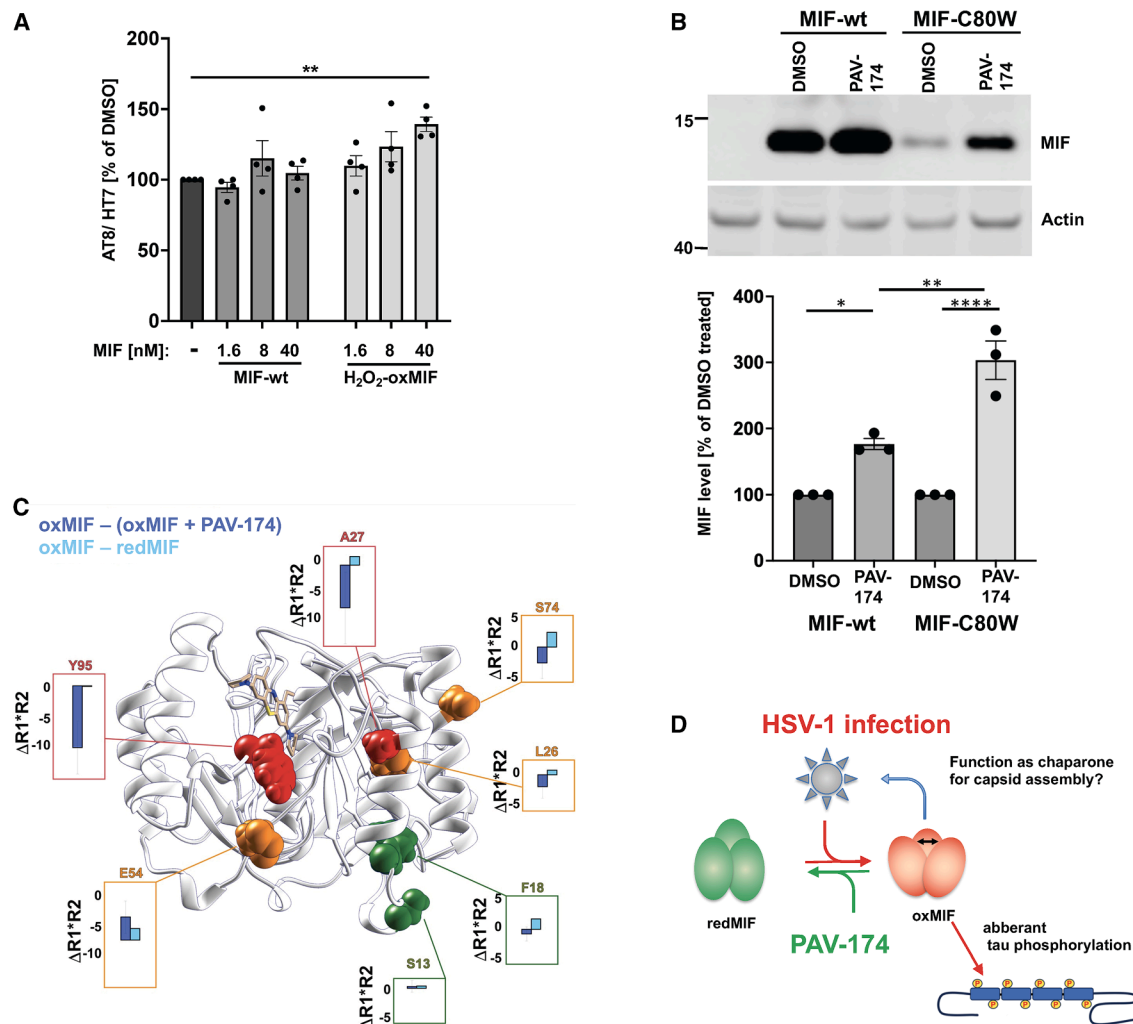 A
200
150
100
50
0
AT8/ HT7 [% of DMSO]
**
MIF [nM]:
- 1.6 8 40 1.6 8 40
MIF-wt H2O2-oxMIF
B
MIF-wt MIF-C80W
DMSO PAV-174 DMSO PAV-174
15
MIF
Actin
40
MIF level [% of DMSO treated]
400
300
200
100
0
* ** ****
DMSO PAV-174 DMSO PAV-174
MIF-wt MIF-C80W
C
oxMIF – (oxMIF + PAV-174)
oxMIF – redMIF
A27
ΔR1*R2
0
-5
-10
S74
ΔR1*R2
5
0
-5
Y95
ΔR1*R2
0
-5
-10
L26
ΔR1*R2
0
-5
E54
ΔR1*R2
0
-5
-10
F18
ΔR1*R2
5
0
-5
S13
ΔR1*R2
0
-5
D
HSV-1 infection
Function as chaparone
for capsid assembly?
redMIF
oxMIF
PAV-174
abberant
tau phosphorylation
P P P P
P P P P